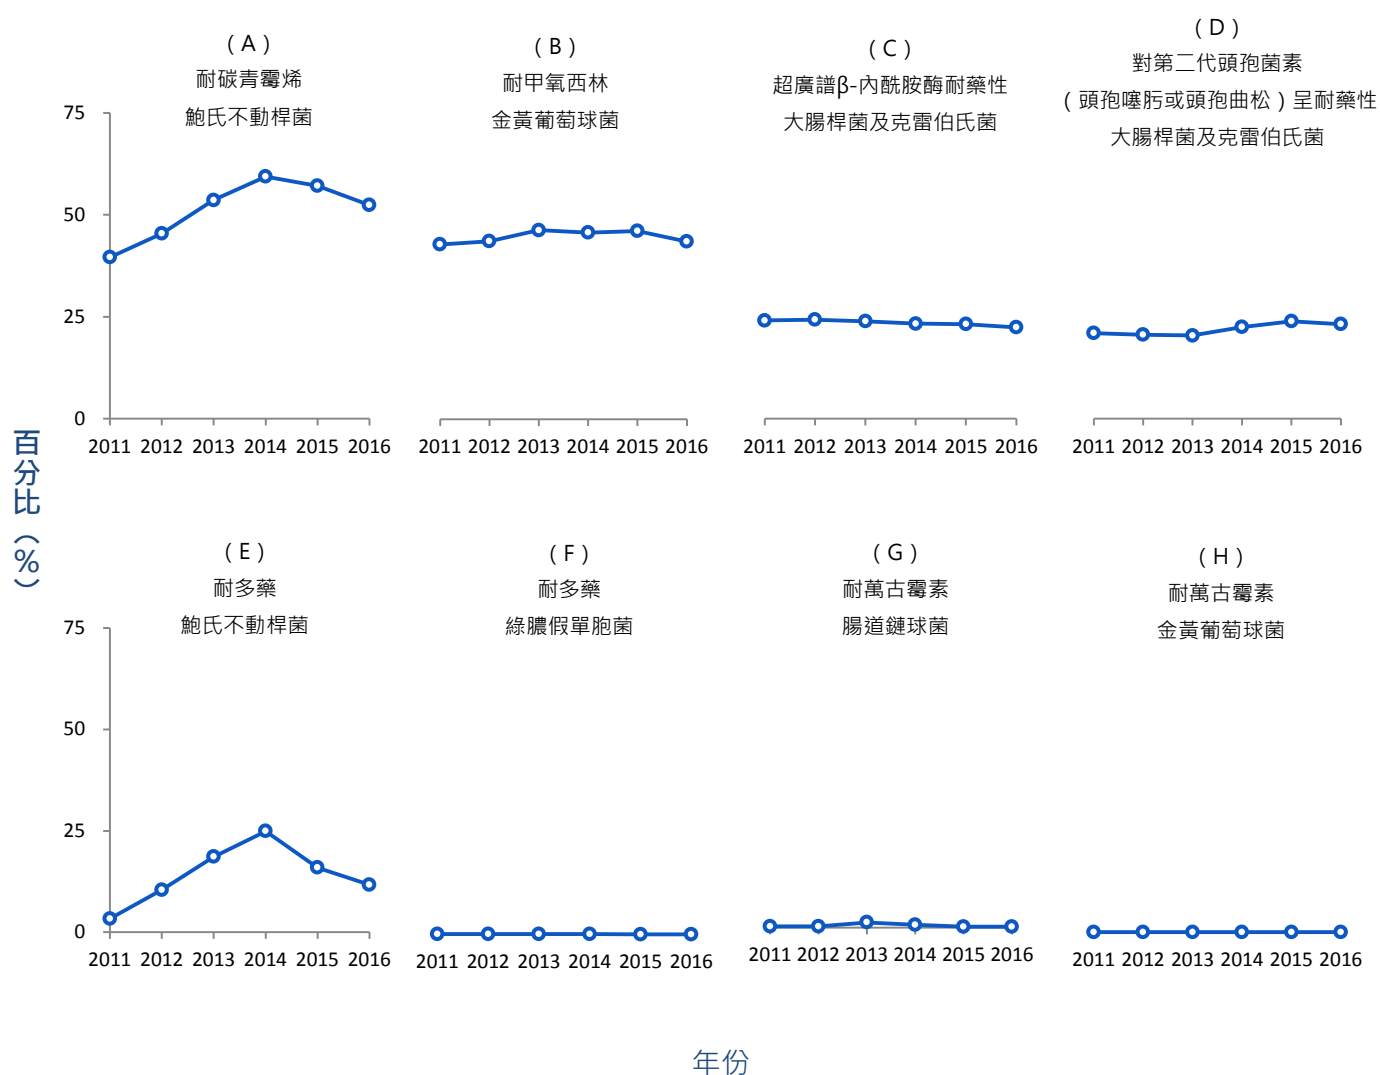 (A)
耐碳青霉烯
鮑氏不動桿菌
(B)
耐甲氧西林
金黃葡萄球菌
(C)
超廣譜β-內酰胺酶耐藥性
大腸桿菌及克雷伯氏菌
(D)
對第二代頭孢菌素
(頭孢噻肟或頭孢曲松)呈耐藥性
大腸桿菌及克雷伯氏菌
75
50
25
0
2011 2012 2013 2014 2015 2016
2011 2012 2013 2014 2015 2016
2011 2012 2013 2014 2015 2016
2011 2012 2013 2014 2015 2016
百分比(%)
(E)
耐多藥
鮑氏不動桿菌
(F)
耐多藥
綠膿假單胞菌
(G)
耐萬古霉素
腸道鏈球菌
(H)
耐萬古霉素
金黃葡萄球菌
75
50
25
0
2011 2012 2013 2014 2015 2016
2011 2012 2013 2014 2015 2016
2011 2012 2013 2014 2015 2016
2011 2012 2013 2014 2015 2016
年份